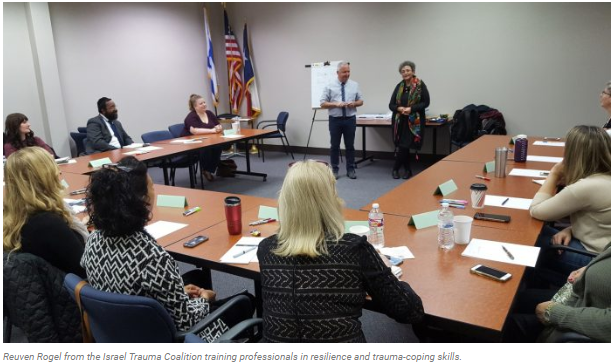 Reuven Rogel from the Israel Trauma Coalition training professionals in resilience and trauma-coping skills.